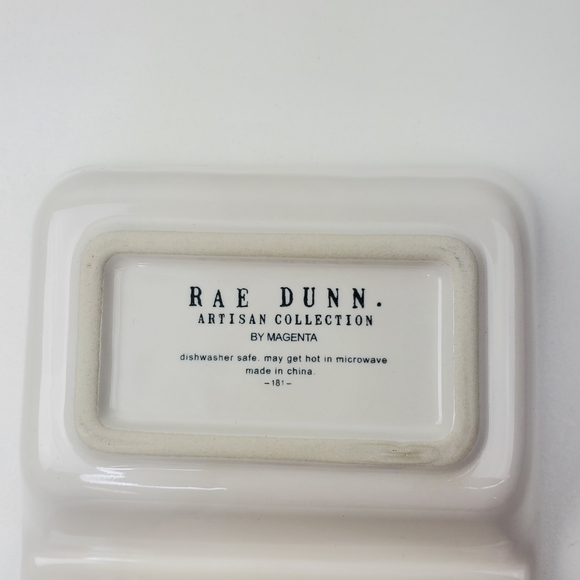 RAE DUNN.
ARTISAN COLLECTION
BY MAGENTA
dishwasher safe. may get hot in microwave
made in china.
-181-